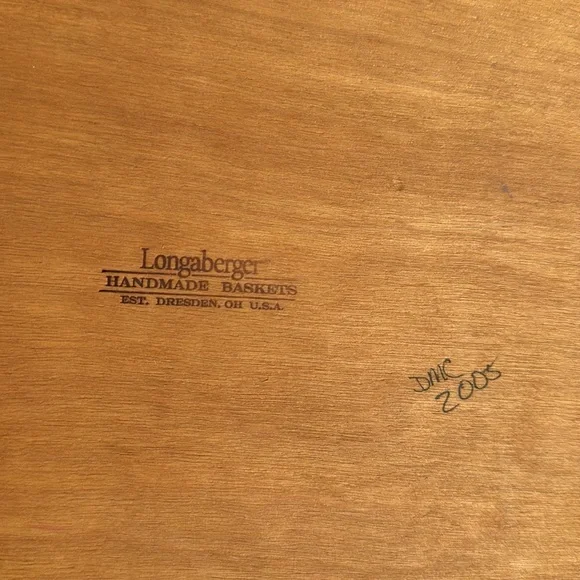 Longaberger
HANDMADE BASKETS
EST. DRESDEN, OH U.S.A.
DMC
2005